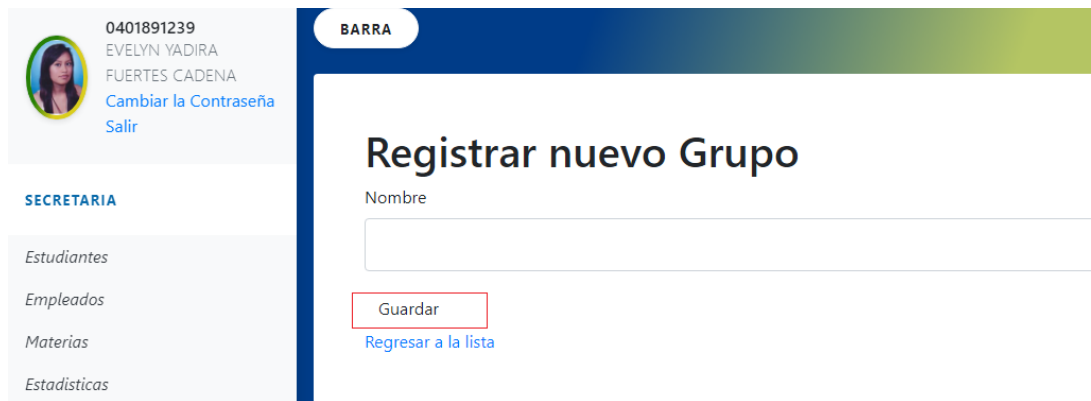 0401891239
EVELYN YADIRA
FUERTES CADENA
Cambiar la Contraseña
Salir
SECRETARIA
Estudiantes
Empleados
Materias
Estadisticas
BARRA
Registrar nuevo Grupo
Nombre
Guardar
Regresar a la lista